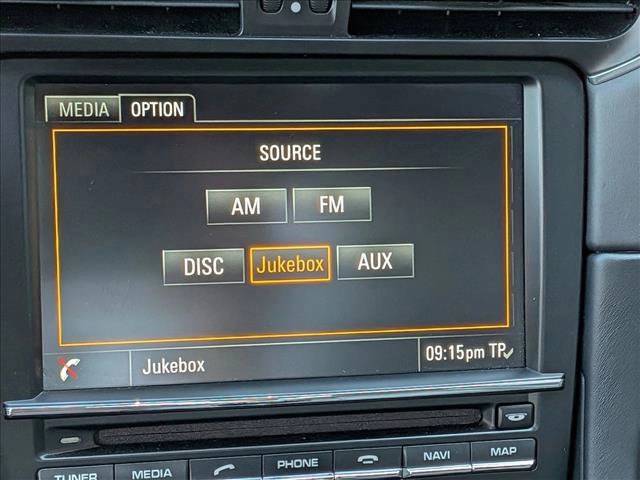 MEDIA OPTION
SOURCE
AM FM
DISC Jukebox AUX
Jukebox 09:15pm TP
TUNER MEDIA PHONE NAVI MAP